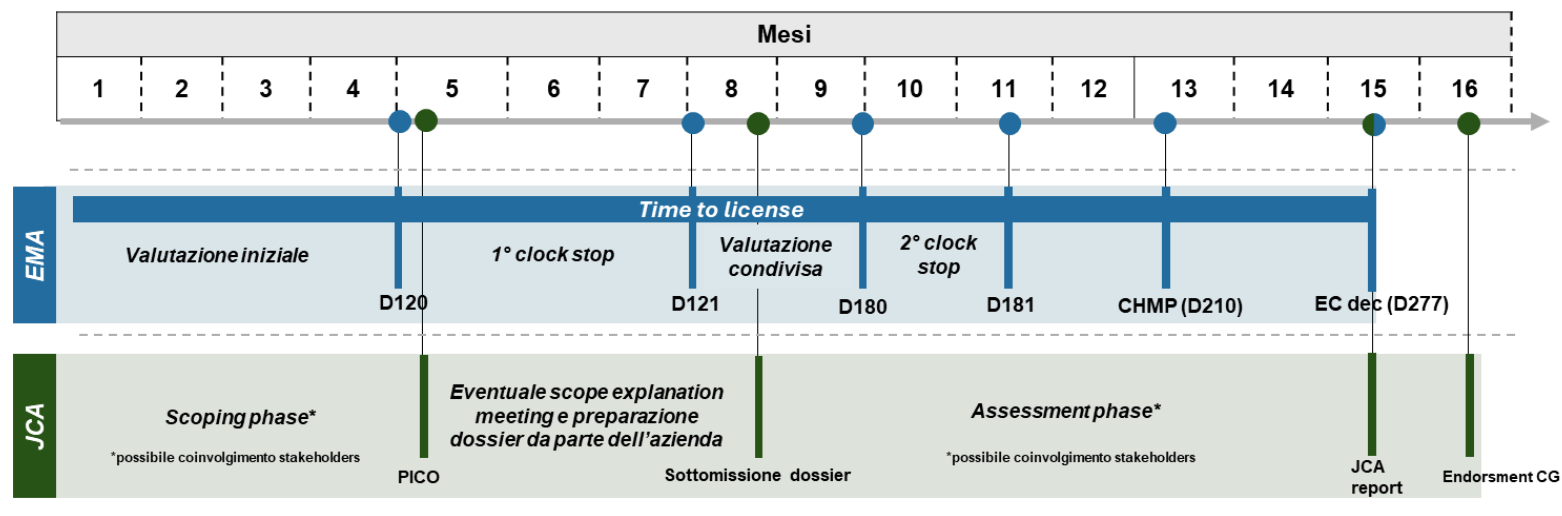 Mesi
1 2 3 4 5 6 7 8 9 10 11 12 13 14 15 16
EMA
Time to license
Valutazione iniziale
1° clock stop
Valutazione
condivisa
2° clock
stop
D120
D121
D180
D181
CHMP (D210)
EC dec (D277)
JCA
Scoping phase*
*possibile coinvolgimento stakeholders
PICO
Eventuale scope explanation
meeting e preparazione
dossier da parte dell'azienda
Sottomissione dossier
Assessment phase*
*possibile coinvolgimento stakeholders
JCA
report
Endorsment CG